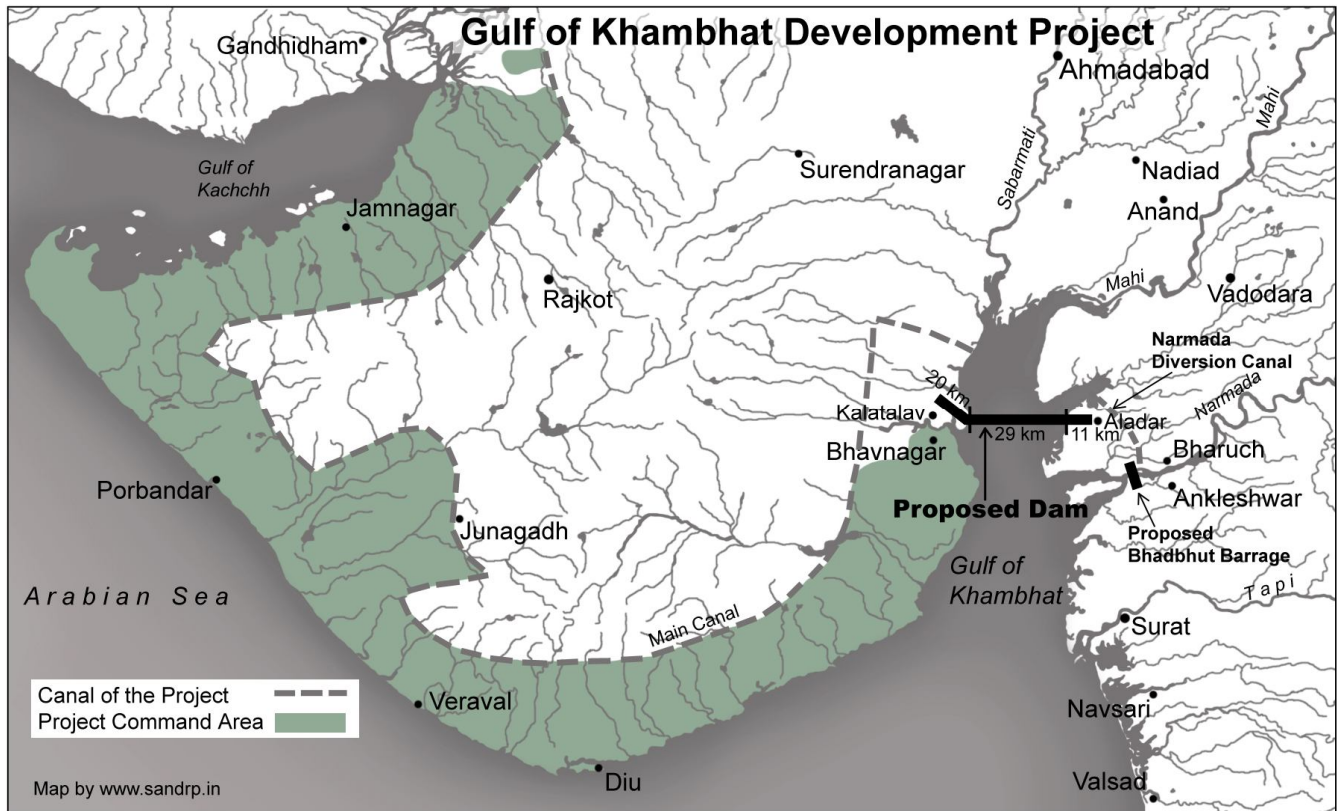 Gulf of Khambhat Development Project
Gandhidham
Ahmadabad
Gulf of
Kachchh
Surendranagar
Sabarmati
Mahi
Nadiad
Anand
Jamnagar
Rajkot
Mahi
Vadodara
Narmada
Diversion Canal
Narmada
20 km
Kalatalav
29 km
11 km
Aladar
Bhavnagar
Bharuch
Ankleshwar
Porbandar
Proposed Dam
Junagadh
Proposed
Bhadbhut Barrage
Gulf of
Khambhat
Arabian Sea
Tapi
Surat
Main Canal
Canal of the Project
Project Command Area
Veraval
Navsari
Diu
Valsad
Map by www.sandrp.in